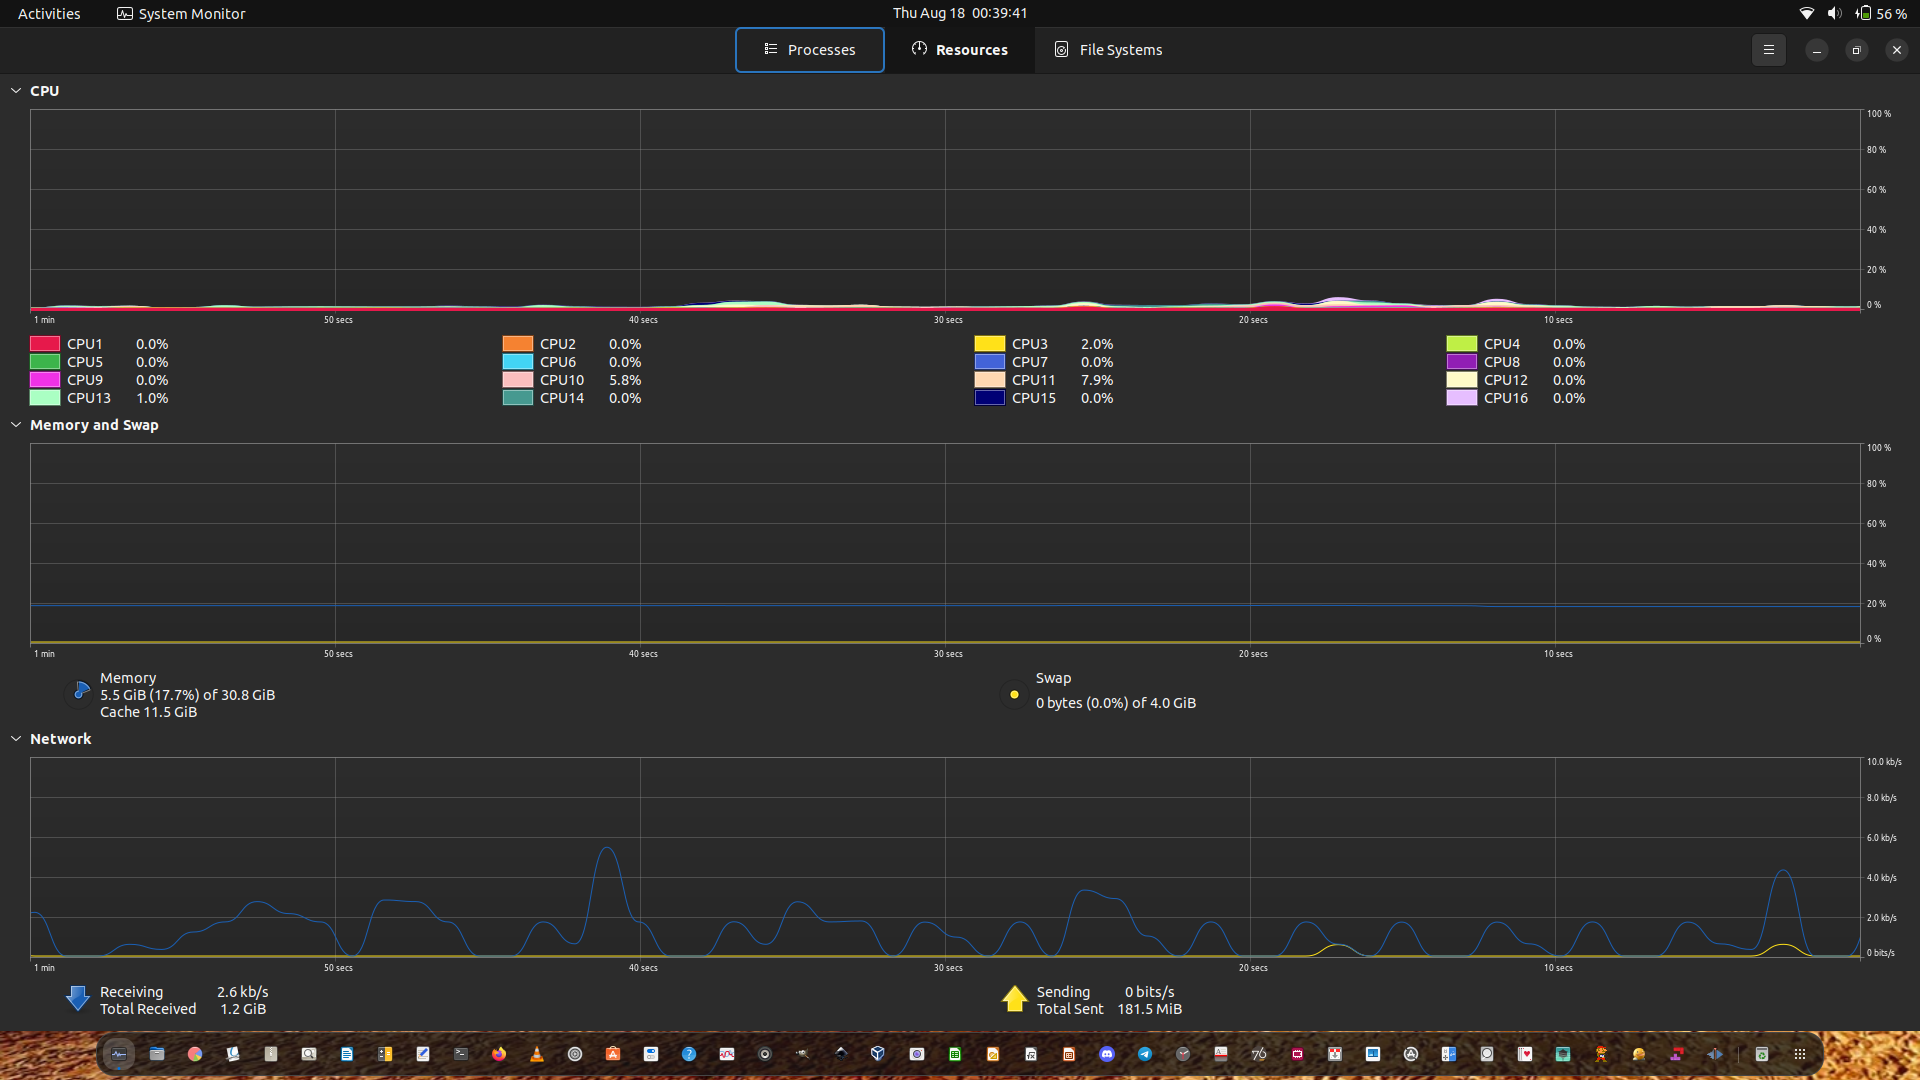 Activities System Monitor Thu Aug 18 00:39:41 56 %
Processes Resources File Systems
CPU
100 %
80 %
60 %
40 %
20 %
0 %
1 min 50 secs 40 secs 30 secs 20 secs 10 secs
CPU1 0.0% CPU2 0.0% CPU3 2.0% CPU4 0.0%
CPU5 0.0% CPU6 0.0% CPU7 0.0% CPU8 0.0%
CPU9 0.0% CPU10 5.8% CPU11 7.9% CPU12 0.0%
CPU13 1.0% CPU14 0.0% CPU15 0.0% CPU16 0.0%
Memory and Swap
100 %
80 %
60 %
40 %
20 %
0 %
1 min 50 secs 40 secs 30 secs 20 secs 10 secs
Memory
5.5 GiB (17.7%) of 30.8 GiB
Cache 11.5 GiB
Swap
0 bytes (0.0%) of 4.0 GiB
Network
10.0 kb/s
8.0 kb/s
6.0 kb/s
4.0 kb/s
2.0 kb/s
0 bits/s
1 min 50 secs 40 secs 30 secs 20 secs 10 secs
Receiving 2.6 kb/s
Total Received 1.2 GiB
Sending 0 bits/s
Total Sent 181.5 MiB